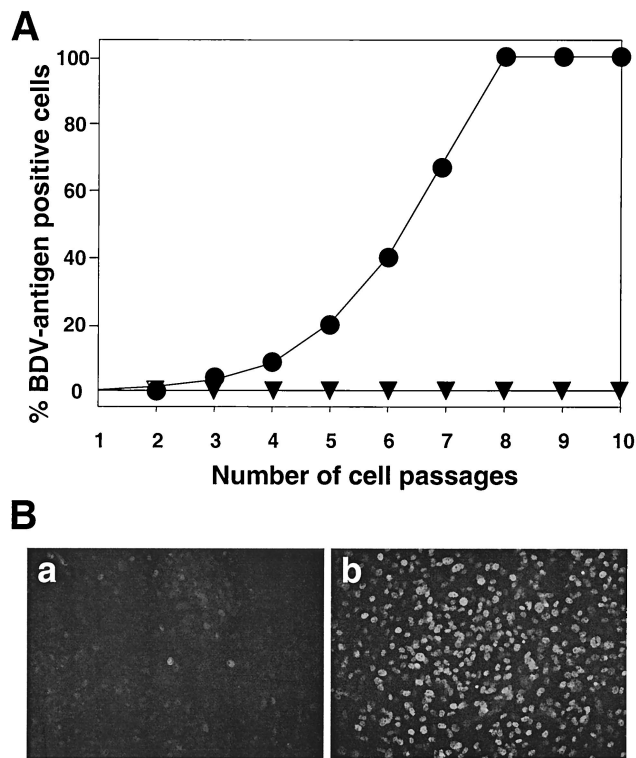 A
% BDV-antigen positive cells
100
80
60
40
20
0
1 2 3 4 5 6 7 8 9 10
Number of cell passages
B
a b